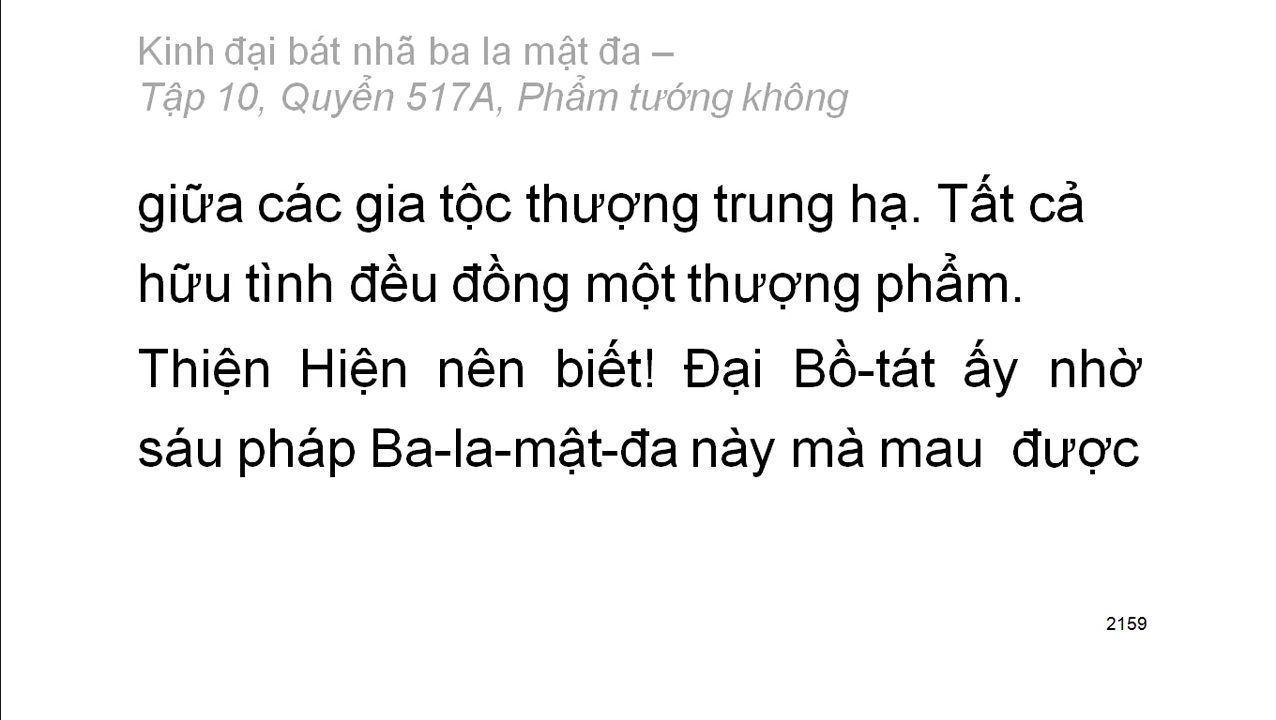 Kinh đại bát nhã ba la mật đa –
Tập 10, Quyển 517A, Phẩm tướng không
giữa các gia tộc thượng trung hạ. Tất cả
hữu tình đều đồng một thượng phẩm.
Thiện Hiện nên biết! Đại Bồ-tát ấy nhờ
sáu pháp Ba-la-mật-đa này mà mau được
2159